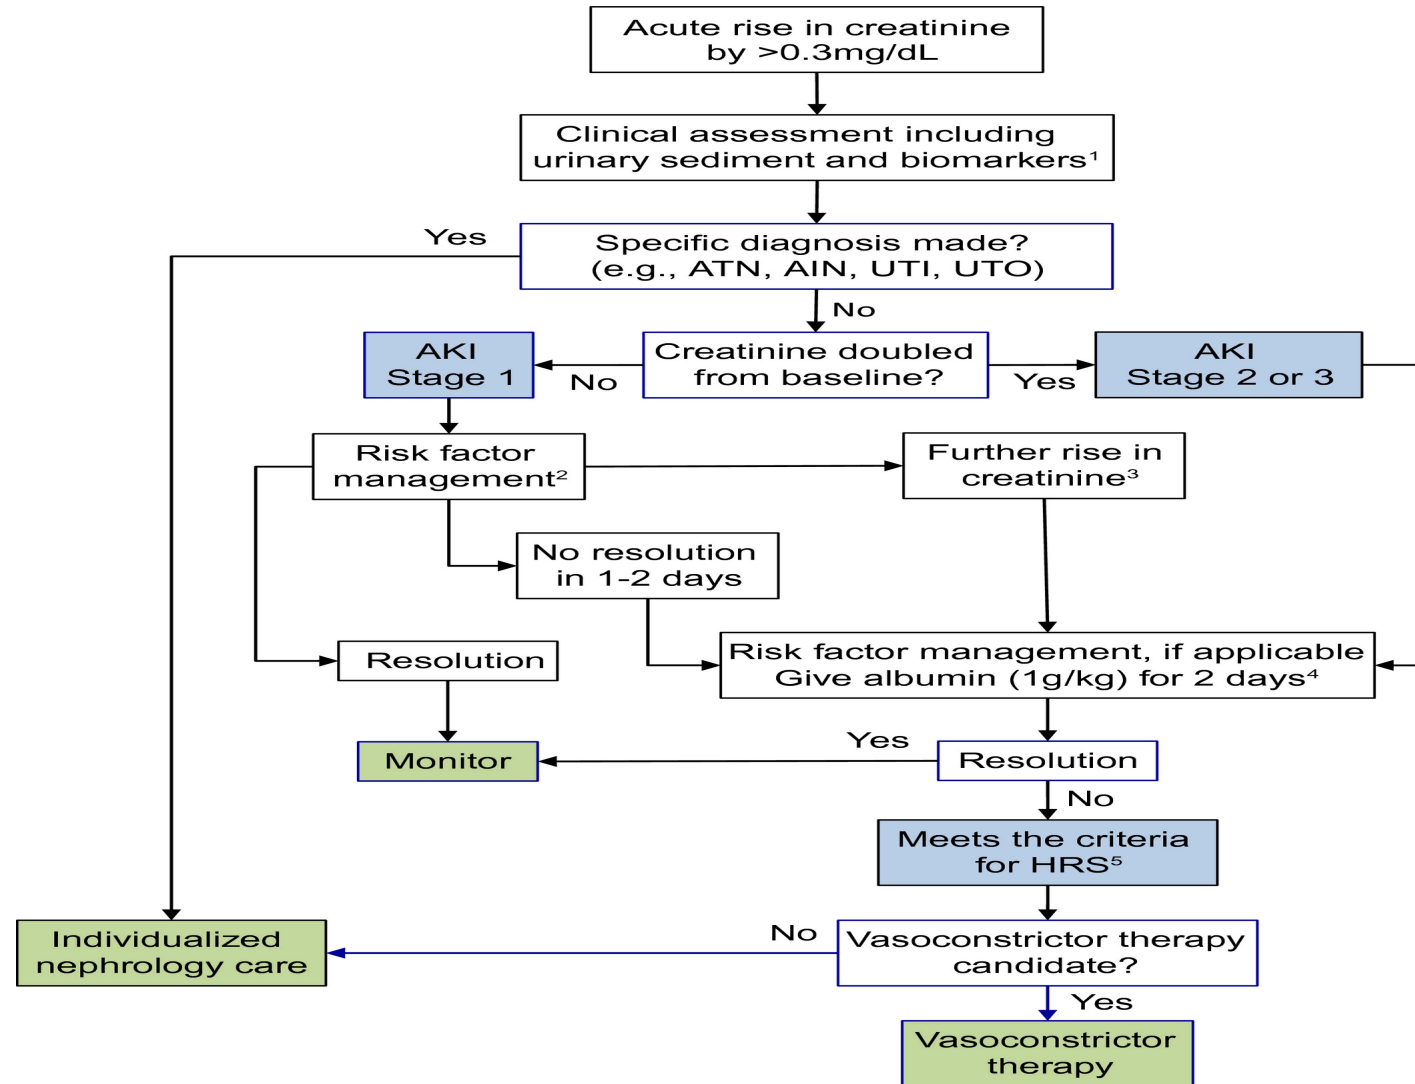 Acute rise in creatinine
by >0.3mg/dL
Clinical assessment including
urinary sediment and biomarkers¹
Yes
Specific diagnosis made?
(e.g., ATN, AIN, UTI, UTO)
No
AKI
Stage 1
No
Creatinine doubled
from baseline?
Yes
AKI
Stage 2 or 3
Risk factor
management²
Further rise in
creatinine³
No resolution
in 1-2 days
Resolution
Risk factor management, if applicable
Give albumin (1g/kg) for 2 days⁴
Monitor
Yes
Resolution
No
Meets the criteria
for HRS⁵
Individualized
nephrology care
No
Vasoconstrictor therapy
candidate?
Yes
Vasoconstrictor
therapy